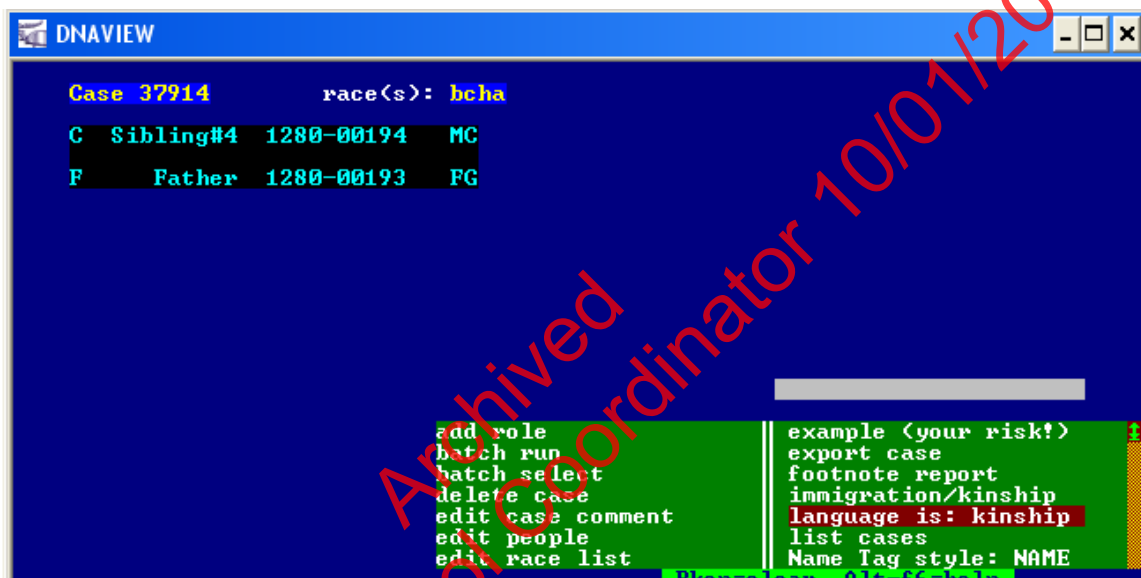 DNAVIEW
Case 37914 race(s): bcha
C Sibling#4 1280-00194 MC
F Father 1280-00193 FG
add role
batch run
batch select
delete case
edit case comment
edit people
edit race list
example (your risk!)
export case
footnote report
immigration/kinship
language is: kinship
list cases
Name Tag style: NAME
Archived
Coordinator 10/01/20